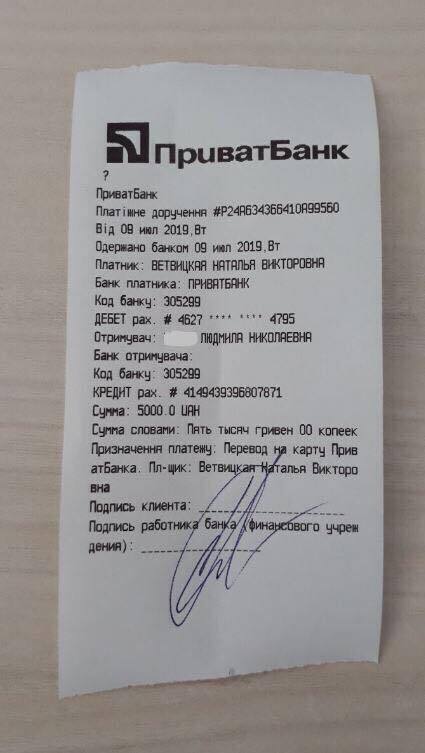 ПриватБанк
?
ПриватБанк
Платіжне доручення #P24A634366410A99560
Від 09 июл 2019,Вт
Одержано банком 09 июл 2019,Вт
Платник: ВЕТВИЦКАЯ НАТАЛЬЯ ВИКТОРОВНА
Банк платника: ПРИВАТБАНК
Код банку: 305299
ДЕБЕТ рах. # 4627 **** **** 4795
Отримувач: ЛЮДМИЛА НИКОЛАЕВНА
Банк отримувача:
Код банку: 305299
КРЕДИТ рах. # 4149439396807871
Сумма: 5000.0 UAH
Сумма словами: Пять тысяч гривен 00 копеек
Призначення платежу: Перевод на карту Прив
атБанка. Пл-щик: Ветвицкая Наталья Викторо
вна
Подпись клиента:
Подпись работника банка (финансового учреж
дения):